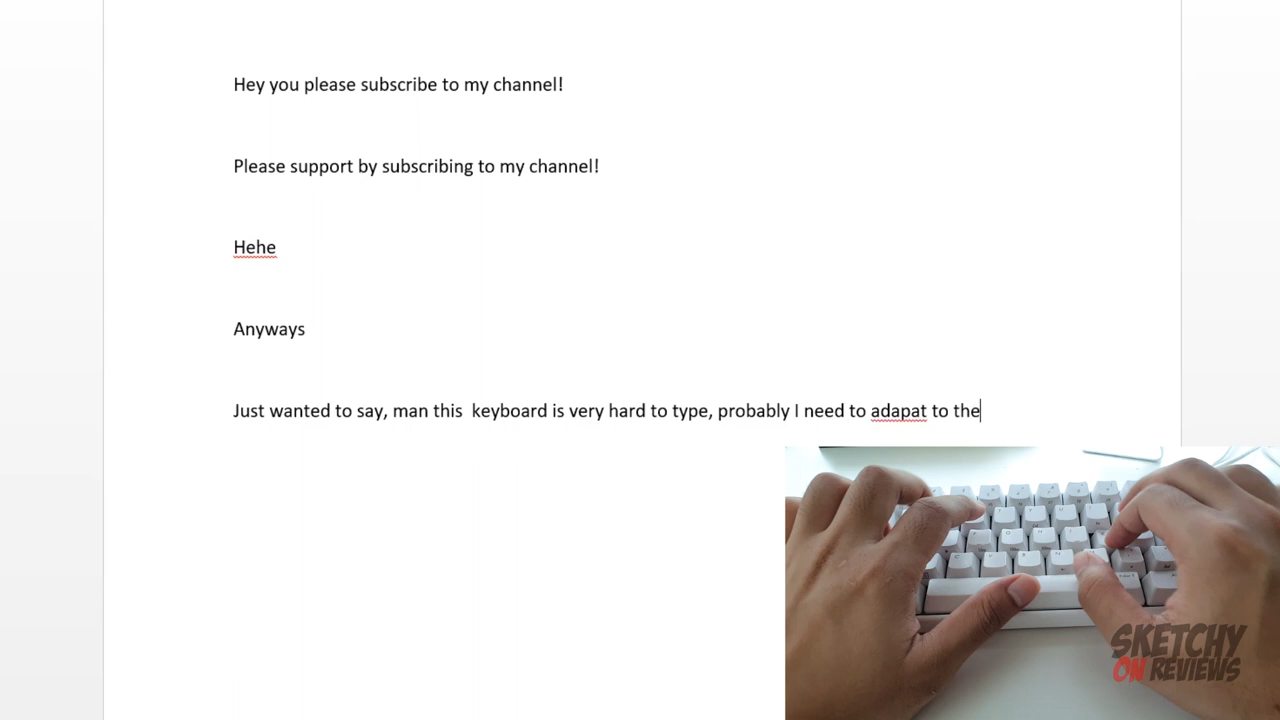 Hey you please subscribe to my channel!
Please support by subscribing to my channel!
Hehe
Anyways
Just wanted to say, man this  keyboard is very hard to type, probably I need to adapat to the
SKETCHY
ON REVIEWS